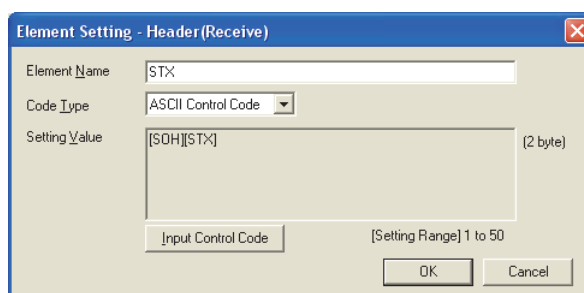 Element Setting - Header(Receive)
Element Name STX
Code Type ASCII Control Code
Setting Value [SOH][STX] (2 byte)
Input Control Code [Setting Range] 1 to 50
OK Cancel